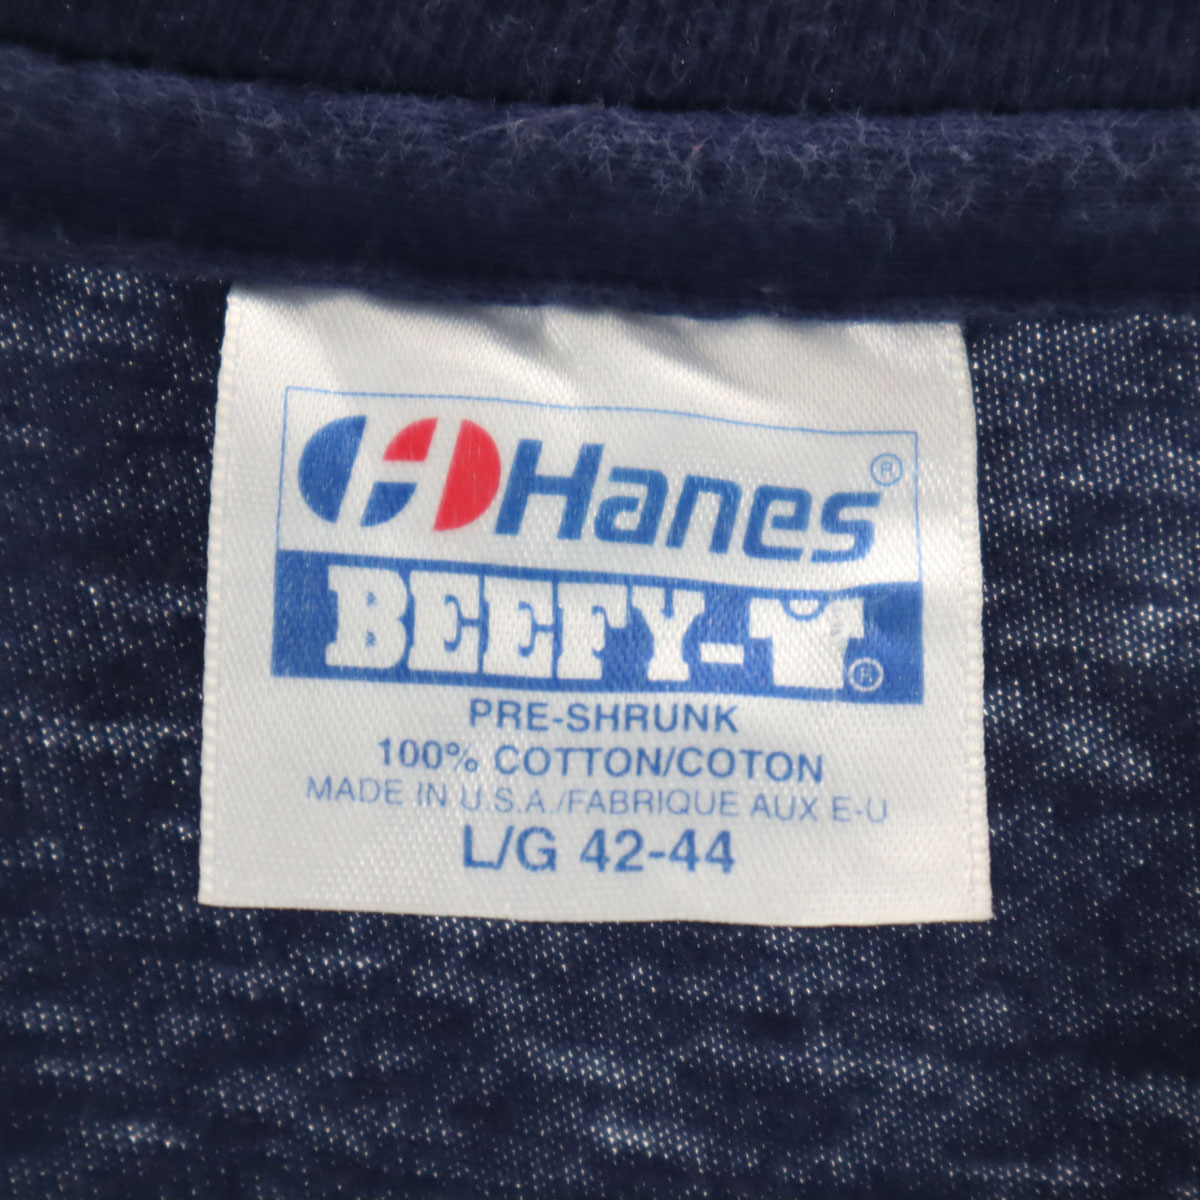 Hanes®
BEEFY-T®
PRE-SHRUNK
100% COTTON/COTON
MADE IN U.S.A./FABRIQUE AUX E-U
L/G 42-44